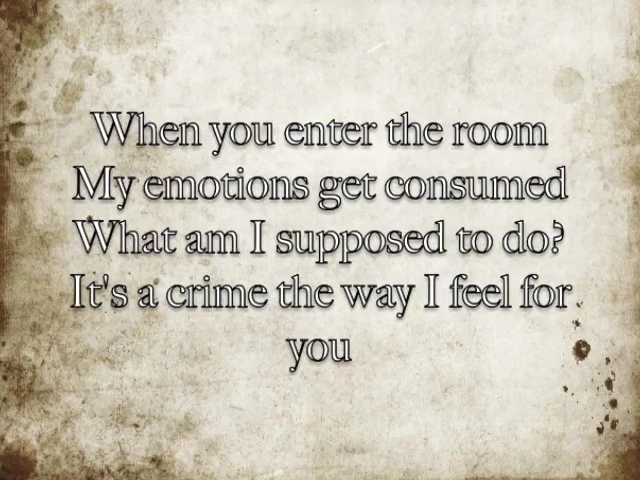 When you enter the room
My emotions get consumed
What am I supposed to do?
It's a crime the way I feel for
you